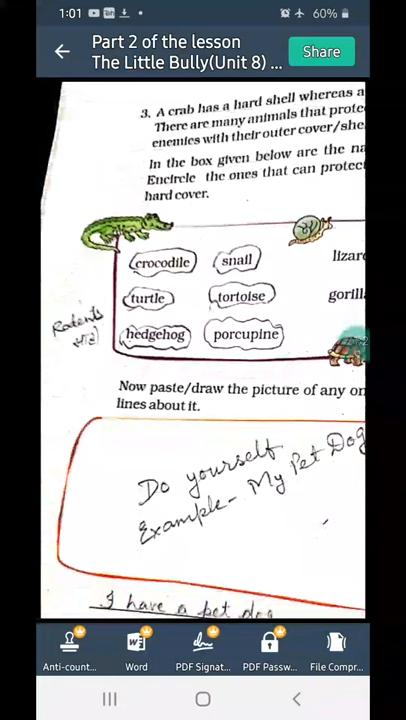 1:01
60%
Part 2 of the lesson
The Little Bully(Unit 8) ...
Share
3. A crab has a hard shell whereas a
There are many animals that prote
enemies with their outer cover/she
In the box given below are the na
Encircle the ones that can protect
hard cover.
crocodile snail lizar
turtle tortoise gorill
hedgehog porcupine
Rodents
Now paste/draw the picture of any on
lines about it.
Do yourself
Example- My Pet Dog
I have a pet dog
Anti-count... Word PDF Signat... PDF Passw... File Compr...